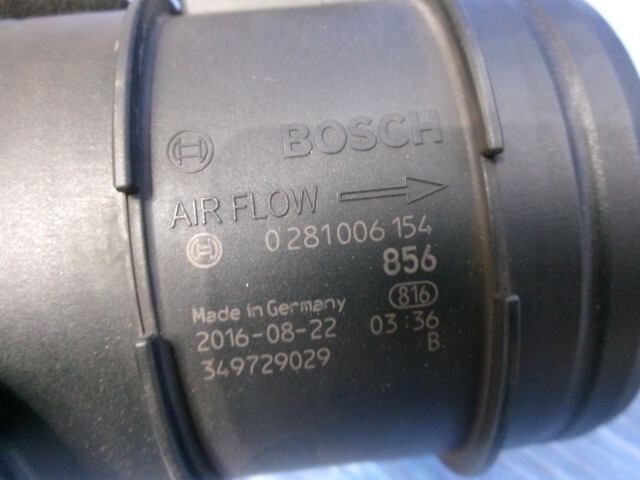 BOSCH
AIR FLOW
0 281 006 154
856
Made in Germany 816
2016-08-22 03:36
349729029 B